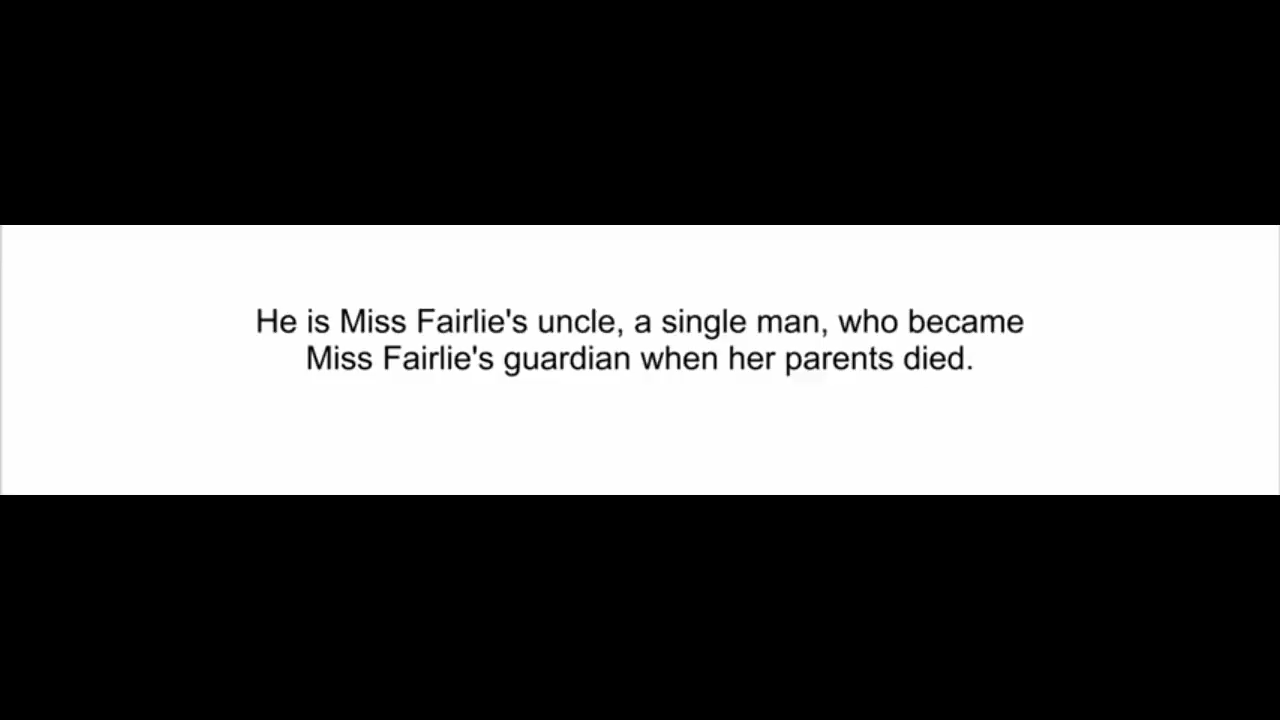 He is Miss Fairlie's uncle, a single man, who became
Miss Fairlie's guardian when her parents died.